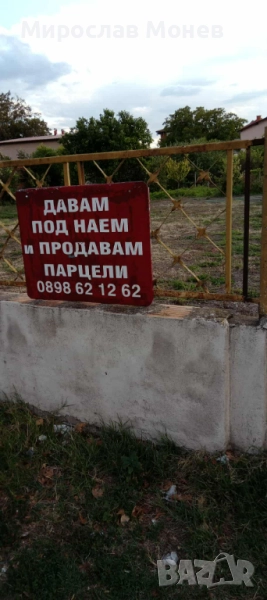 Мирослав Монев
ДАВАМ
ПОД НАЕМ
и ПРОДАВАМ
ПАРЦЕЛИ
0898 62 12 62
BAZAR